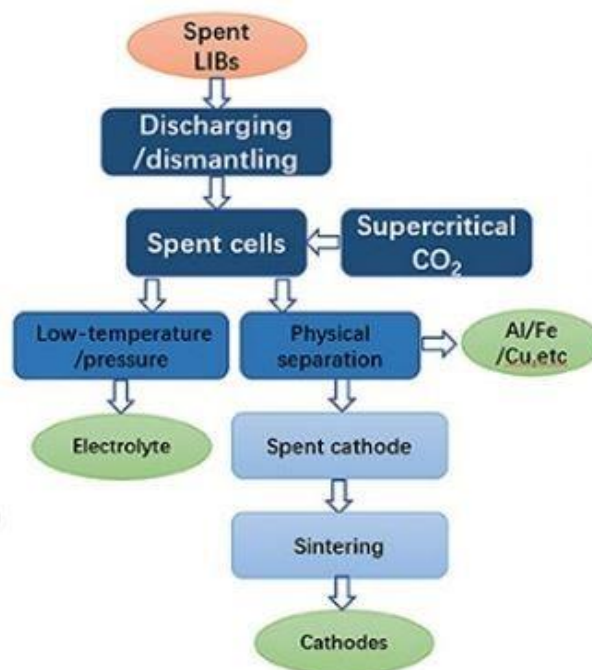 Spent
LIBs
Discharging
/dismantling
Spent cells
Supercritical
CO₂
Low-temperature
/pressure
Physical
separation
Al/Fe
/Cu,etc
Electrolyte
Spent cathode
Sintering
Cathodes